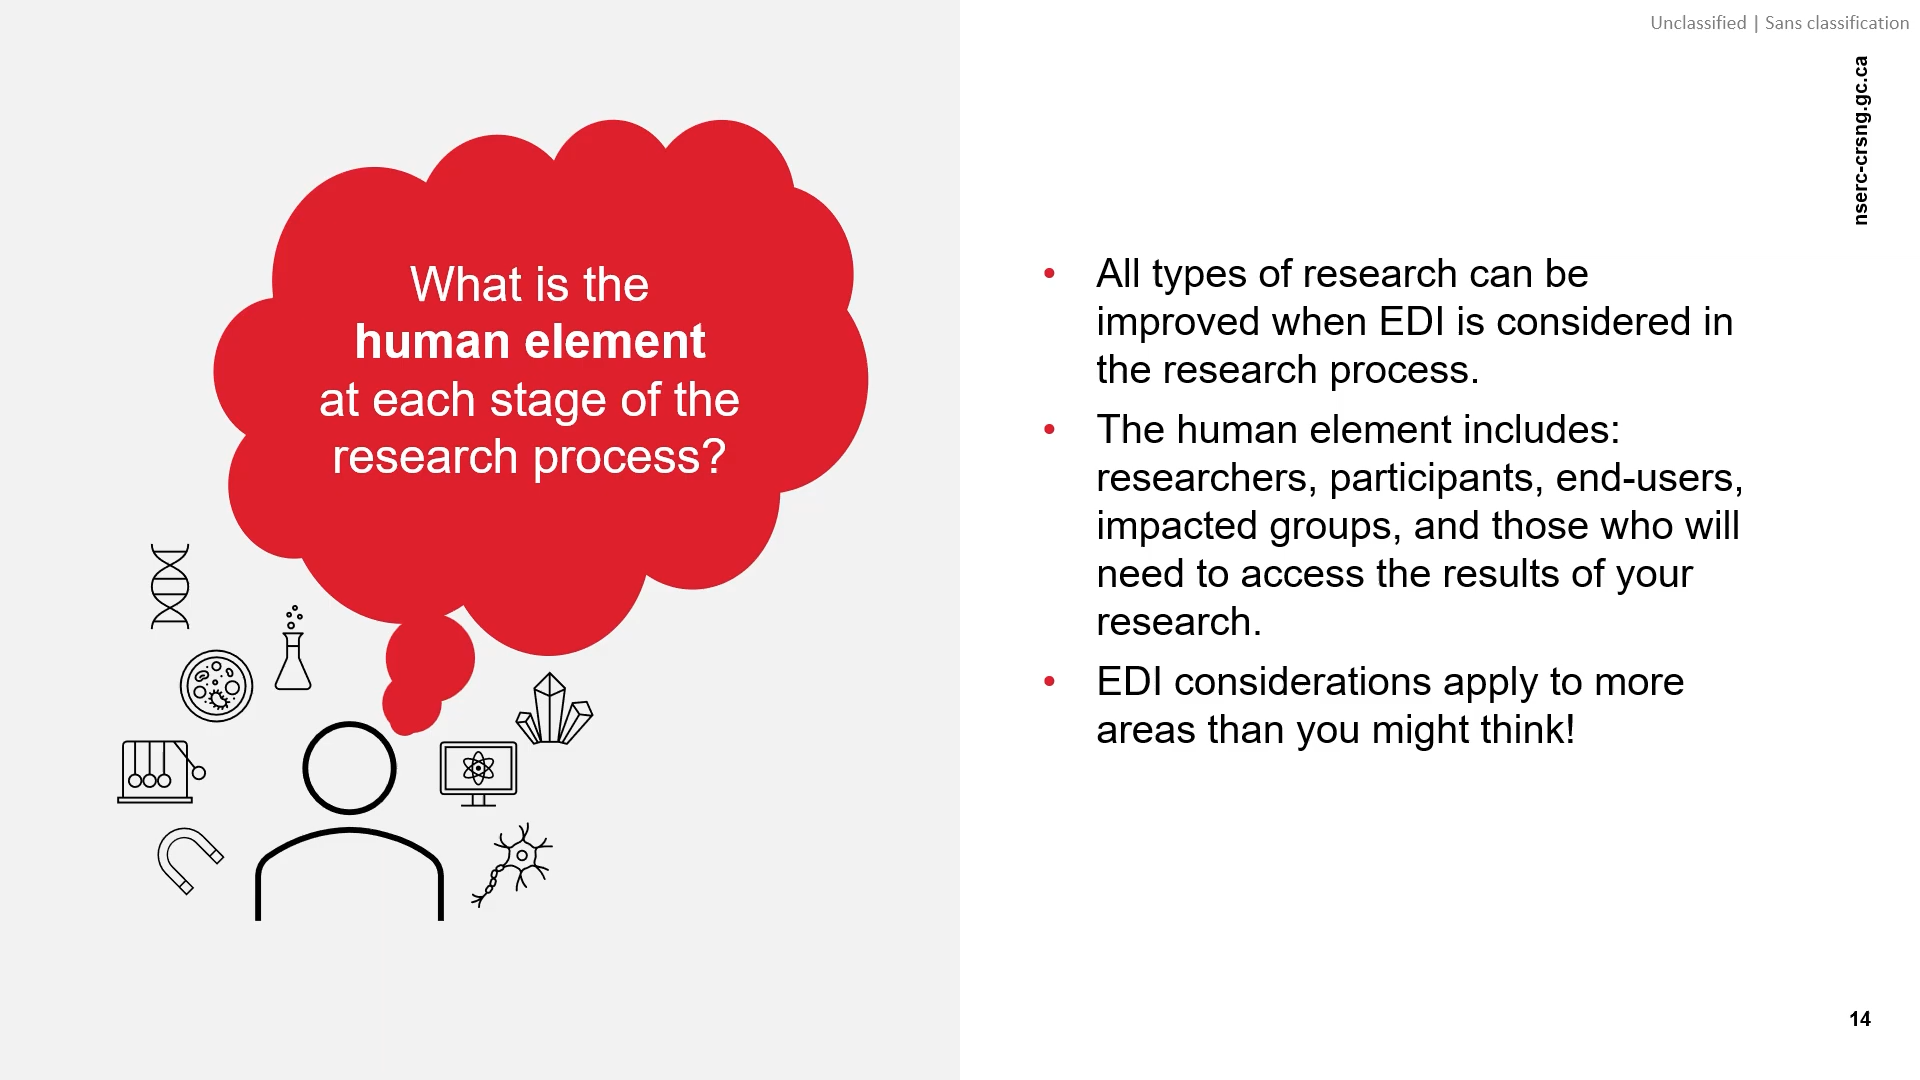 Unclassified | Sans classification
nserc-crsng.gc.ca
What is the
human element
at each stage of the
research process?
• All types of research can be
improved when EDI is considered in
the research process.
• The human element includes:
researchers, participants, end-users,
impacted groups, and those who will
need to access the results of your
research.
• EDI considerations apply to more
areas than you might think!
14